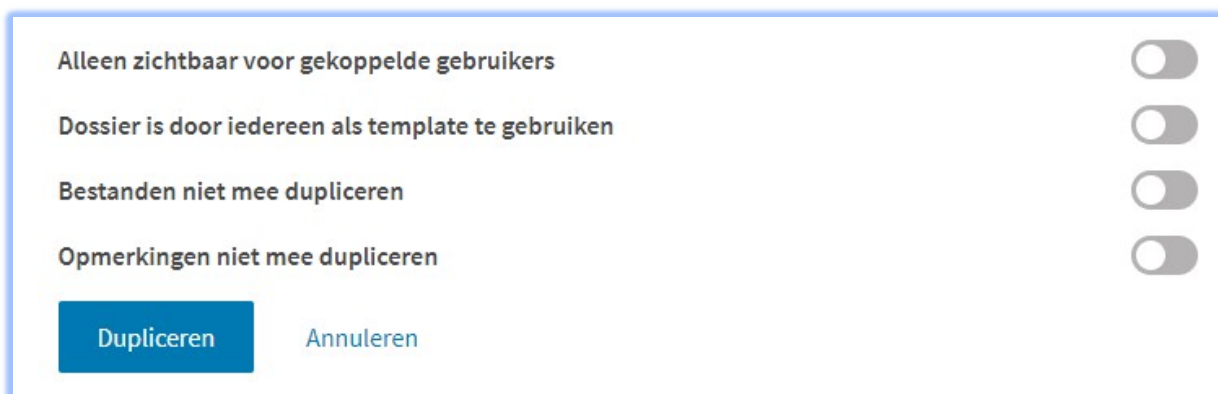 Alleen zichtbaar voor gekoppelde gebruikers
Dossier is door iedereen als template te gebruiken
Bestanden niet mee dupliceren
Opmerkingen niet mee dupliceren
Dupliceren Annuleren